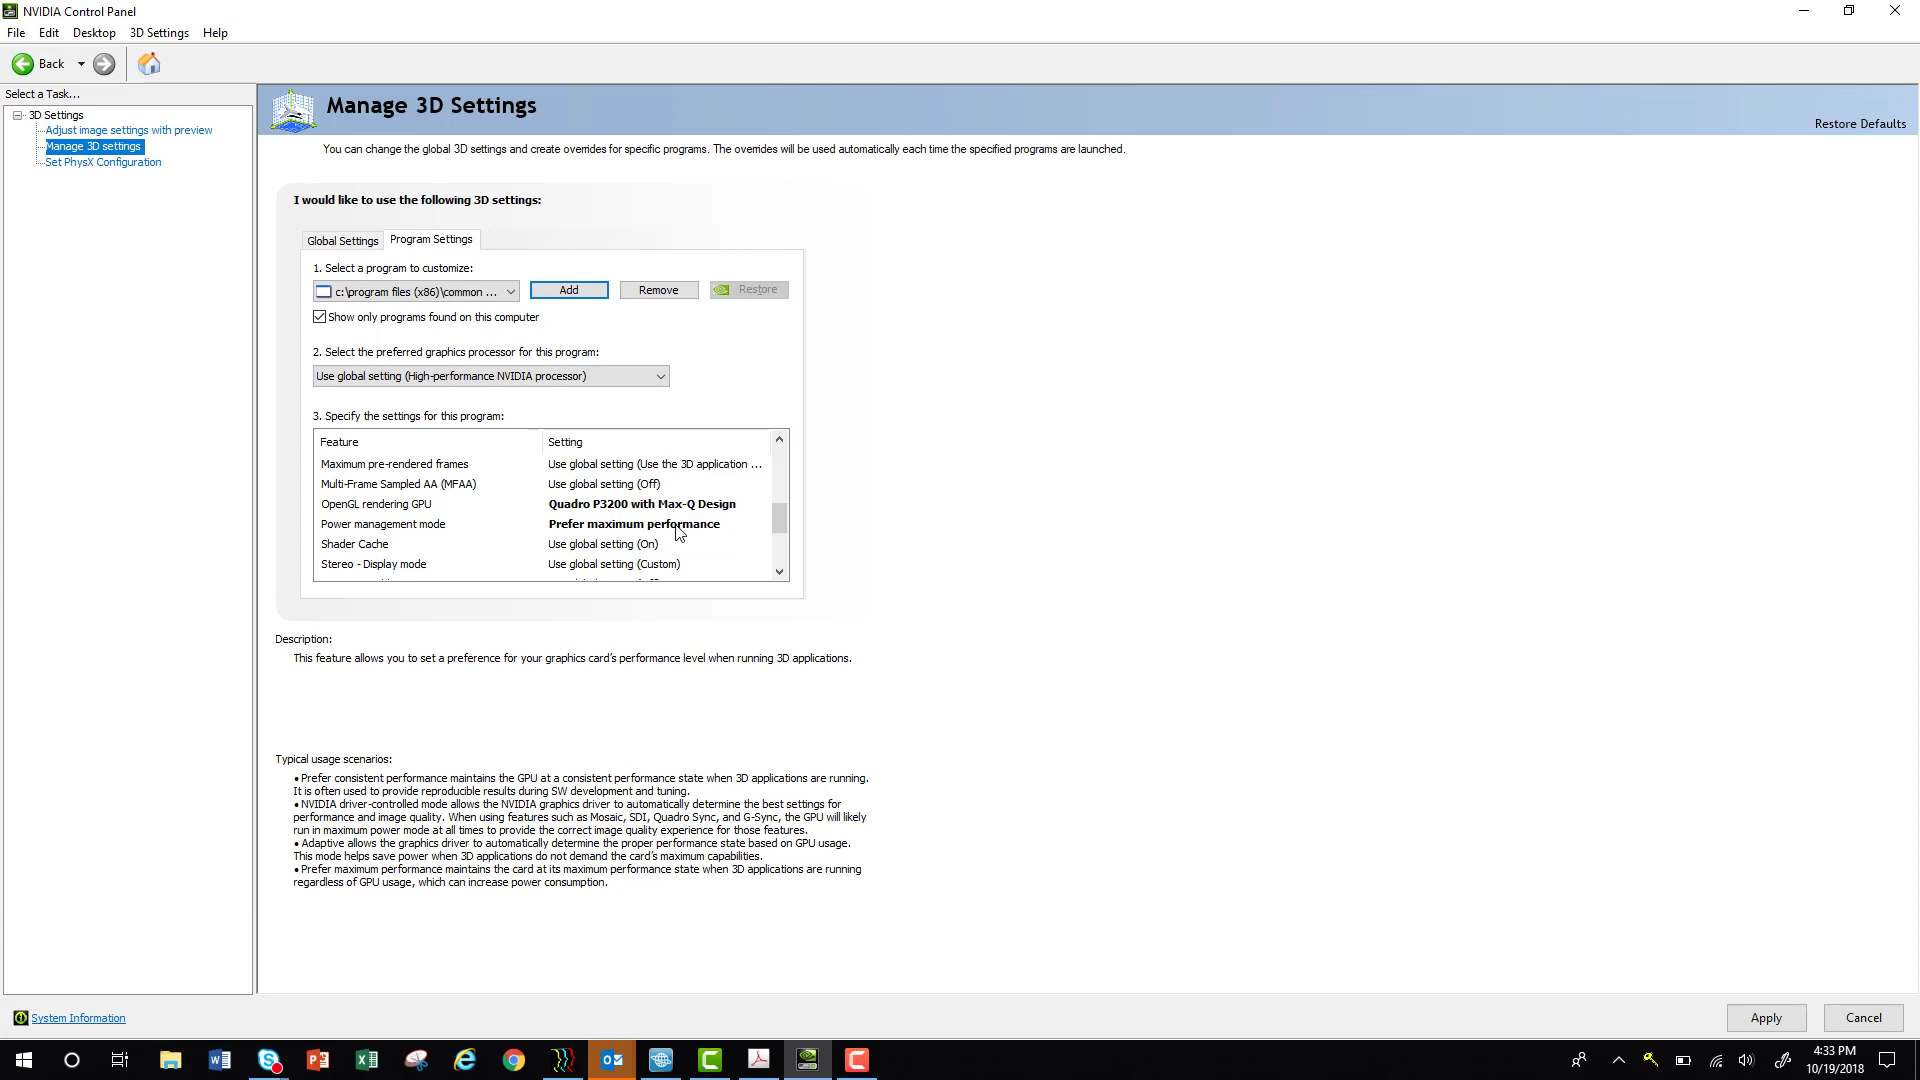 NVIDIA Control Panel
File Edit Desktop 3D Settings Help
Back
Select a Task...
3D Settings
Adjust image settings with preview
Manage 3D settings
Set PhysX Configuration
Manage 3D Settings
Restore Defaults
You can change the global 3D settings and create overrides for specific programs. The overrides will be used automatically each time the specified programs are launched.
I would like to use the following 3D settings:
Global Settings Program Settings
1. Select a program to customize:
c:\program files (x86)\common ... Add Remove Restore
Show only programs found on this computer
2. Select the preferred graphics processor for this program:
Use global setting (High-performance NVIDIA processor)
3. Specify the settings for this program:
Feature Setting
Maximum pre-rendered frames Use global setting (Use the 3D application ...
Multi-Frame Sampled AA (MFAA) Use global setting (Off)
OpenGL rendering GPU Quadro P3200 with Max-Q Design
Power management mode Prefer maximum performance
Shader Cache Use global setting (On)
Stereo - Display mode Use global setting (Custom)
Description:
This feature allows you to set a preference for your graphics card's performance level when running 3D applications.
Typical usage scenarios:
• Prefer consistent performance maintains the GPU at a consistent performance state when 3D applications are running.
It is often used to provide reproducible results during SW development and tuning.
• NVIDIA driver-controlled mode allows the NVIDIA graphics driver to automatically determine the best settings for
performance and image quality. When using features such as Mosaic, SDI, Quadro Sync, and G-Sync, the GPU will likely
run in maximum power mode at all times to provide the correct image quality experience for those features.
• Adaptive allows the graphics driver to automatically determine the proper performance state based on GPU usage.
This mode helps save power when 3D applications do not demand the card's maximum capabilities.
• Prefer maximum performance maintains the card at its maximum performance state when 3D applications are running
regardless of GPU usage, which can increase power consumption.
System Information
Apply Cancel
4:33 PM
10/19/2018